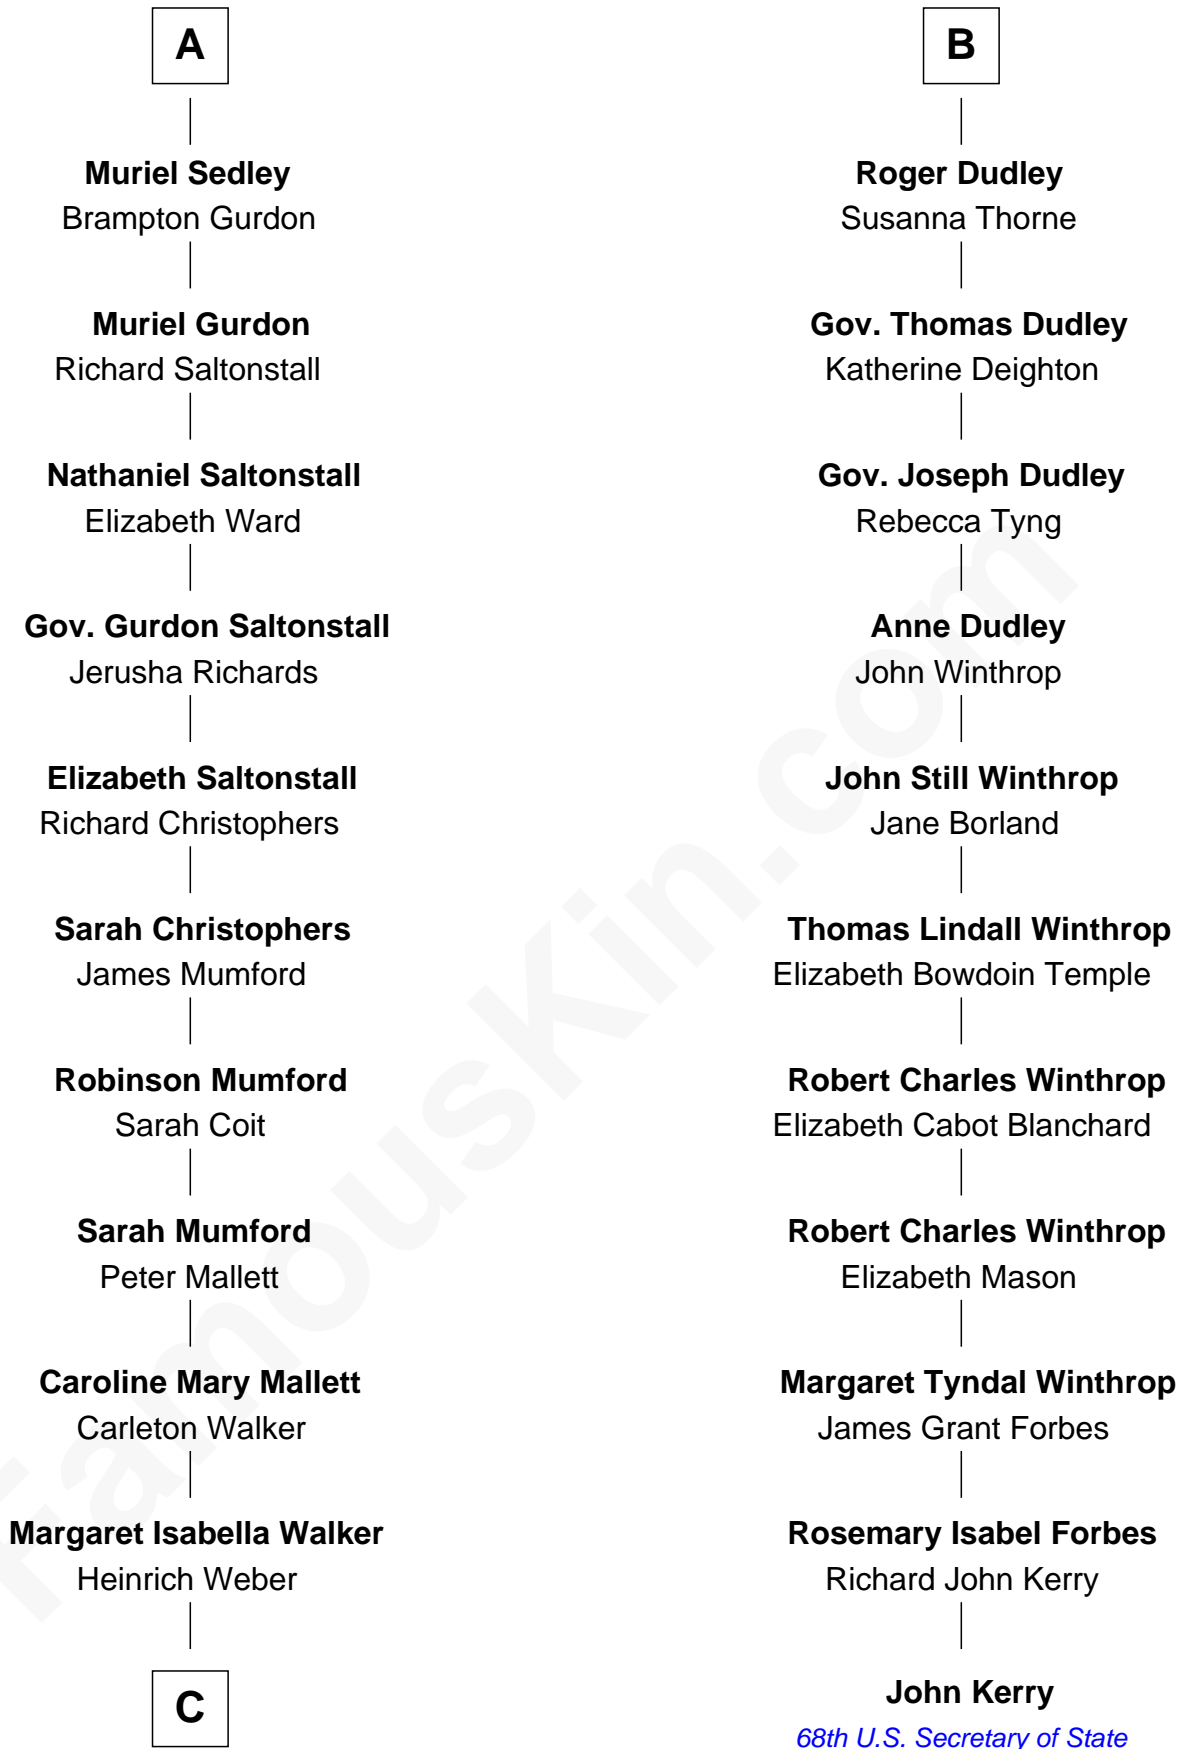 A
Muriel Sedley
Brampton Gurdon
Muriel Gurdon
Richard Saltonstall
Nathaniel Saltonstall
Elizabeth Ward
Gov. Gurdon Saltonstall
Jerusha Richards
Elizabeth Saltonstall
Richard Christophers
Sarah Christophers
James Mumford
Robinson Mumford
Sarah Coit
Sarah Mumford
Peter Mallett
Caroline Mary Mallett
Carleton Walker
Margaret Isabella Walker
Heinrich Weber
C
B
Roger Dudley
Susanna Thorne
Gov. Thomas Dudley
Katherine Deighton
Gov. Joseph Dudley
Rebecca Tyng
Anne Dudley
John Winthrop
John Still Winthrop
Jane Borland
Thomas Lindall Winthrop
Elizabeth Bowdoin Temple
Robert Charles Winthrop
Elizabeth Cabot Blanchard
Robert Charles Winthrop
Elizabeth Mason
Margaret Tyndal Winthrop
James Grant Forbes
Rosemary Isabel Forbes
Richard John Kerry
John Kerry
68th U.S. Secretary of State
FamousKin.com